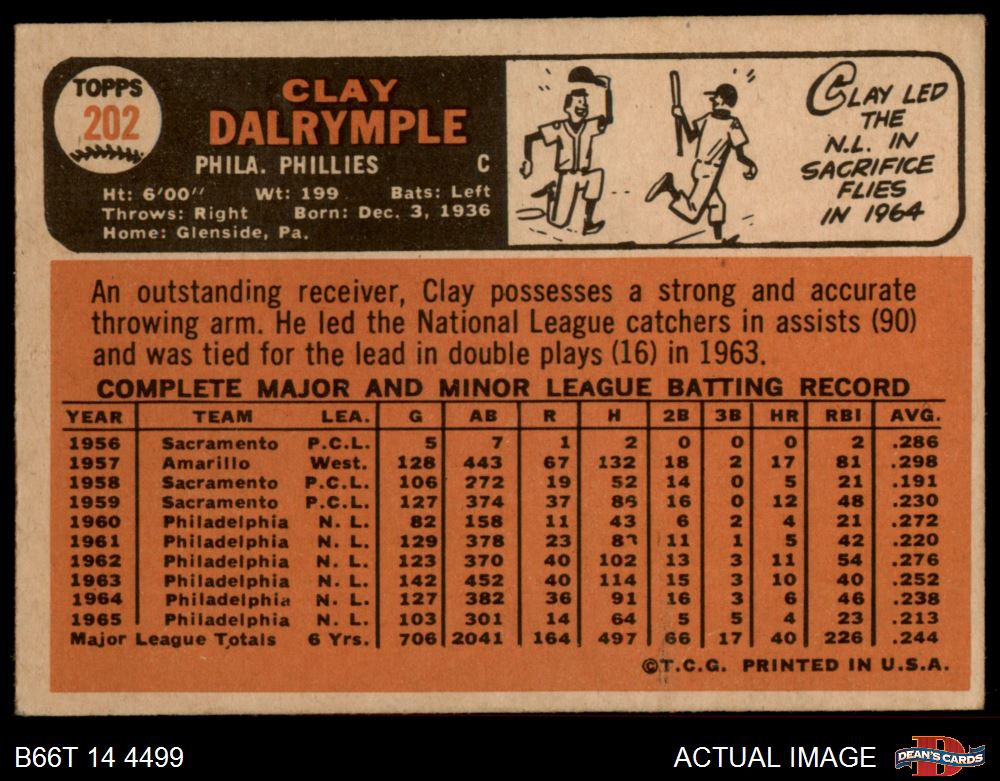 TOPPS
202
CLAY
DALRYMPLE
PHILA. PHILLIES C
Ht: 6'00" Wt: 199 Bats: Left
Throws: Right Born: Dec. 3, 1936
Home: Glenside, Pa.
CLAY LED
THE
N.L. IN
SACRIFICE
FLIES
IN 1964
An outstanding receiver, Clay possesses a strong and accurate
throwing arm. He led the National League catchers in assists (90)
and was tied for the lead in double plays (16) in 1963.
COMPLETE MAJOR AND MINOR LEAGUE BATTING RECORD
YEAR TEAM LEA. G AB R H 2B 3B HR RBI AVG.
1956 Sacramento P.C.L. 5 7 1 2 0 0 0 2 .286
1957 Amarillo West. 128 443 67 132 18 2 17 81 .298
1958 Sacramento P.C.L. 106 272 19 52 14 0 5 21 .191
1959 Sacramento P.C.L. 127 374 37 86 16 0 12 48 .230
1960 Philadelphia N. L. 82 158 11 43 6 2 4 21 .272
1961 Philadelphia N. L. 129 378 23 83 11 1 5 42 .220
1962 Philadelphia N. L. 123 370 40 102 13 3 11 54 .276
1963 Philadelphia N. L. 142 452 40 114 15 3 10 40 .252
1964 Philadelphia N. L. 127 382 36 91 16 3 6 46 .238
1965 Philadelphia N. L. 103 301 14 64 5 5 4 23 .213
Major League Totals 6 Yrs. 706 2041 164 497 66 17 40 226 .244
©T.C.G. PRINTED IN U.S.A.
B66T 14 4499
ACTUAL IMAGE
D
DEAN'S CARDS